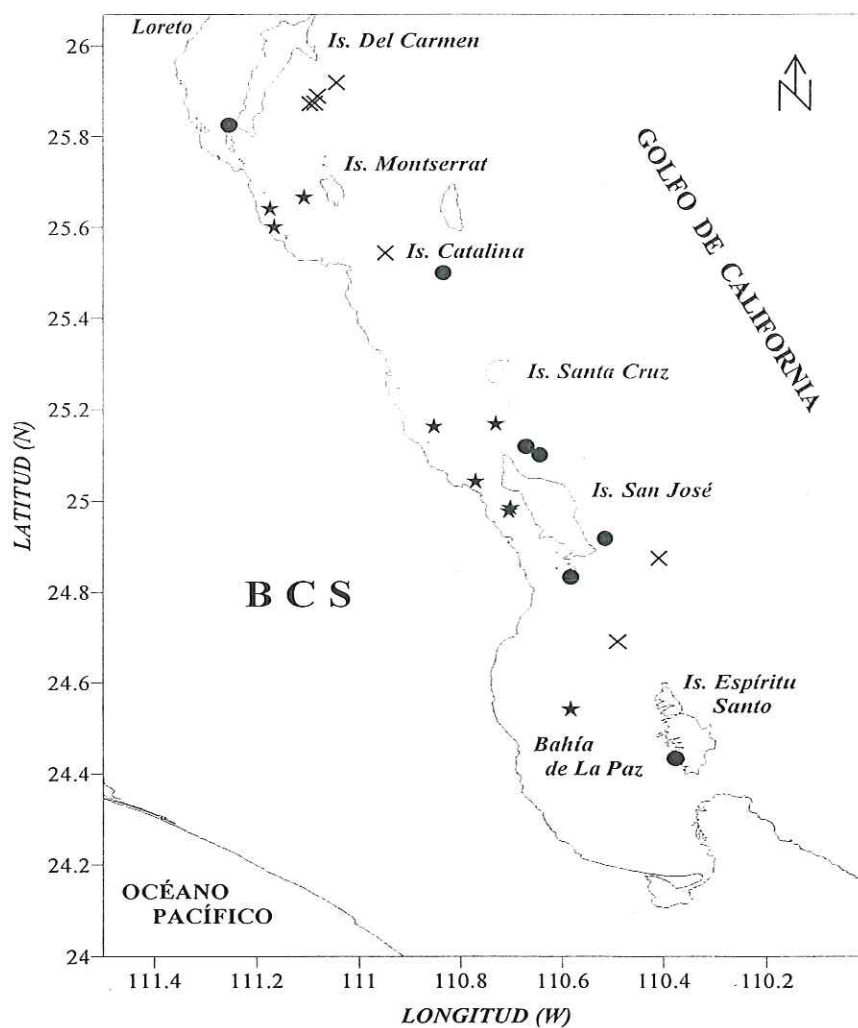 Loreto
Is. Del Carmen
Is. Montserrat
Is. Catalina
Is. Santa Cruz
Is. San José
Is. Espíritu
Santo
Bahía
de La Paz
GOLFO DE CALIFORNIA
N
B C S
OCÉANO
PACÍFICO
LATITUD (N)
26
25.8
25.6
25.4
25.2
25
24.8
24.6
24.4
24.2
24
111.4
111.2
111
110.8
110.6
110.4
110.2
LONGITUD (W)